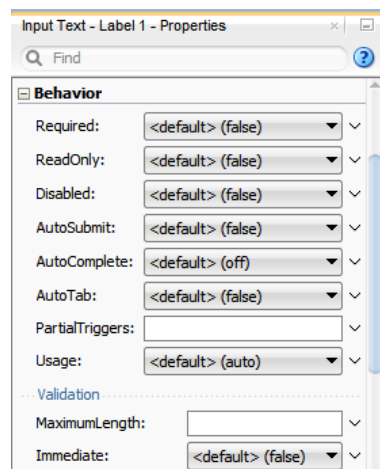 Input Text - Label 1 - Properties
Find
Behavior
Required: <default> (false)
ReadOnly: <default> (false)
Disabled: <default> (false)
AutoSubmit: <default> (false)
AutoComplete: <default> (off)
AutoTab: <default> (false)
PartialTriggers:
Usage: <default> (auto)
Validation
MaximumLength:
Immediate: <default> (false)